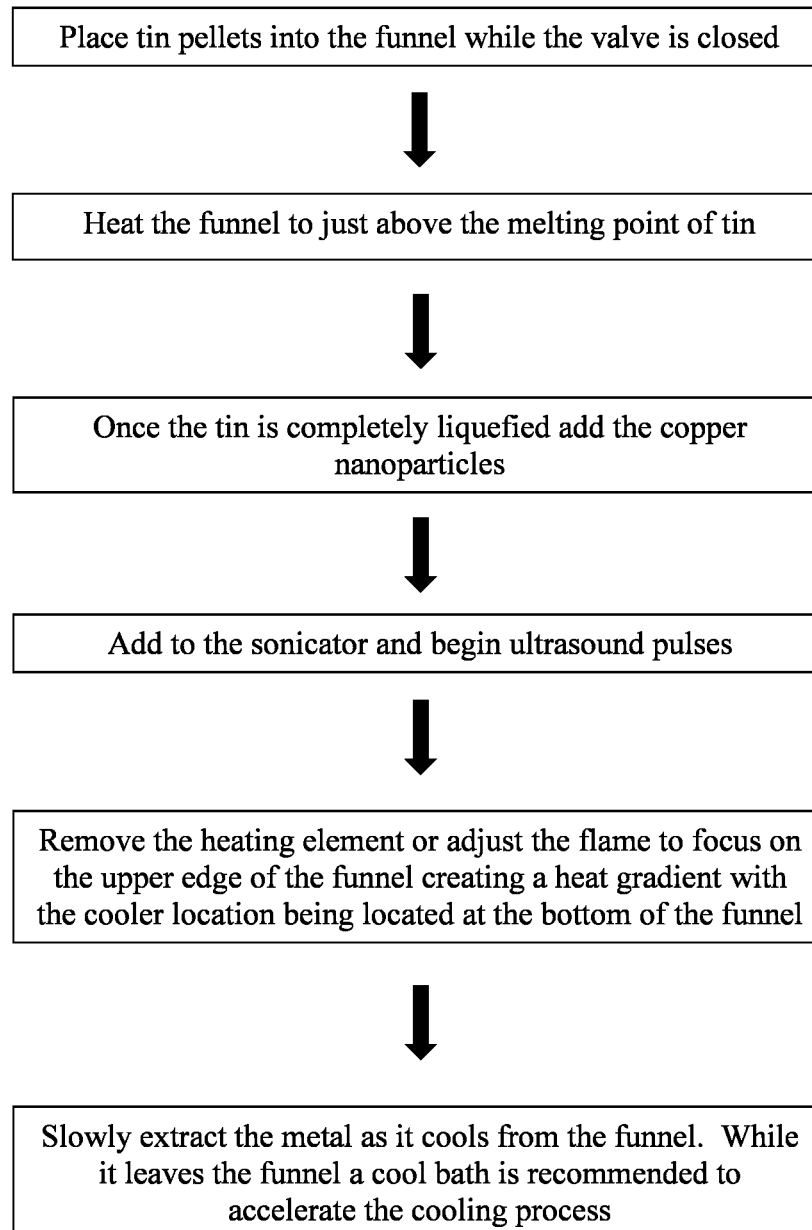 Place tin pellets into the funnel while the valve is closed
Heat the funnel to just above the melting point of tin
Once the tin is completely liquefied add the copper
nanoparticles
Add to the sonicator and begin ultrasound pulses
Remove the heating element or adjust the flame to focus on
the upper edge of the funnel creating a heat gradient with
the cooler location being located at the bottom of the funnel
Slowly extract the metal as it cools from the funnel.  While
it leaves the funnel a cool bath is recommended to
accelerate the cooling process